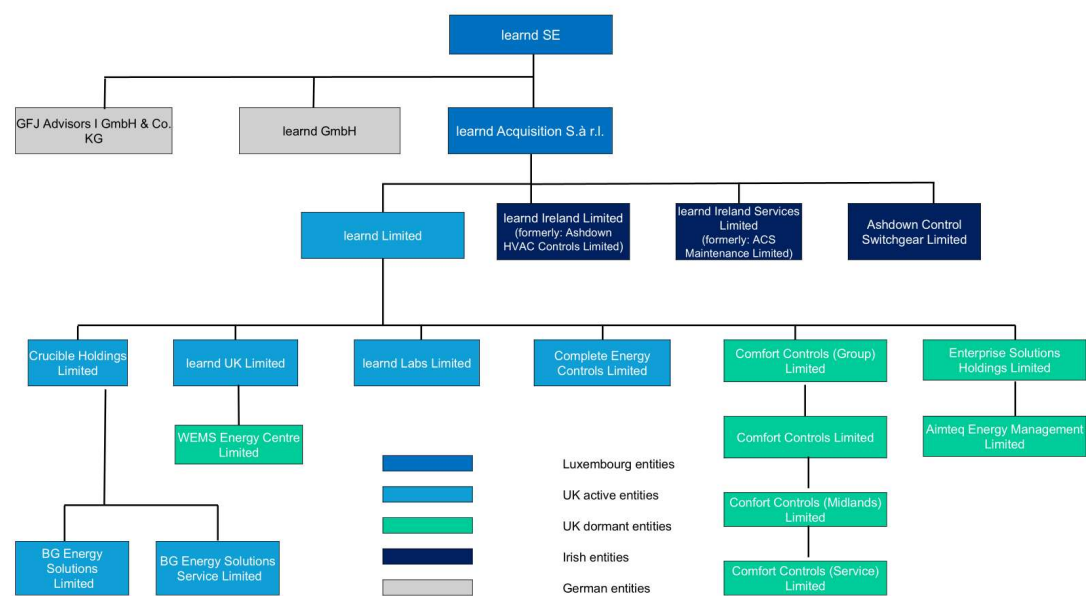 learnd SE
GFJ Advisors I GmbH & Co.
KG
learnd GmbH
learnd Acquisition S.à r.l.
learnd Limited
learnd Ireland Limited
(formerly: Ashdown
HVAC Controls Limited)
learnd Ireland Services
Limited
(formerly: ACS
Maintenance Limited)
Ashdown Control
Switchgear Limited
Crucible Holdings
Limited
learnd UK Limited
learnd Labs Limited
Complete Energy
Controls Limited
Comfort Controls (Group)
Limited
Enterprise Solutions
Holdings Limited
WEMS Energy Centre
Limited
Comfort Controls Limited
Aimteq Energy Management
Limited
Confort Controls (Midlands)
Limited
BG Energy
Solutions
Limited
BG Energy Solutions
Service Limited
Comfort Controls (Service)
Limited
Luxembourg entities
UK active entities
UK dormant entities
Irish entities
German entities